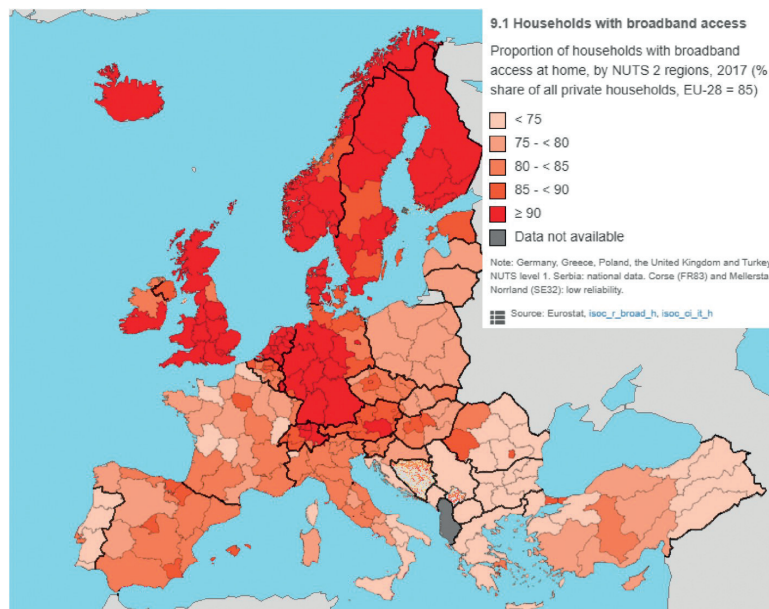 9.1 Households with broadband access
Proportion of households with broadband
access at home, by NUTS 2 regions, 2017 (%
share of all private households, EU-28 = 85)
< 75
75 - < 80
80 - < 85
85 - < 90
≥ 90
Data not available
Note: Germany, Greece, Poland, the United Kingdom and Turkey
NUTS level 1. Serbia: national data. Corse (FR83) and Mellersta
Norrland (SE32): low reliability.
Source: Eurostat, isoc_r_broad_h, isoc_ci_it_h